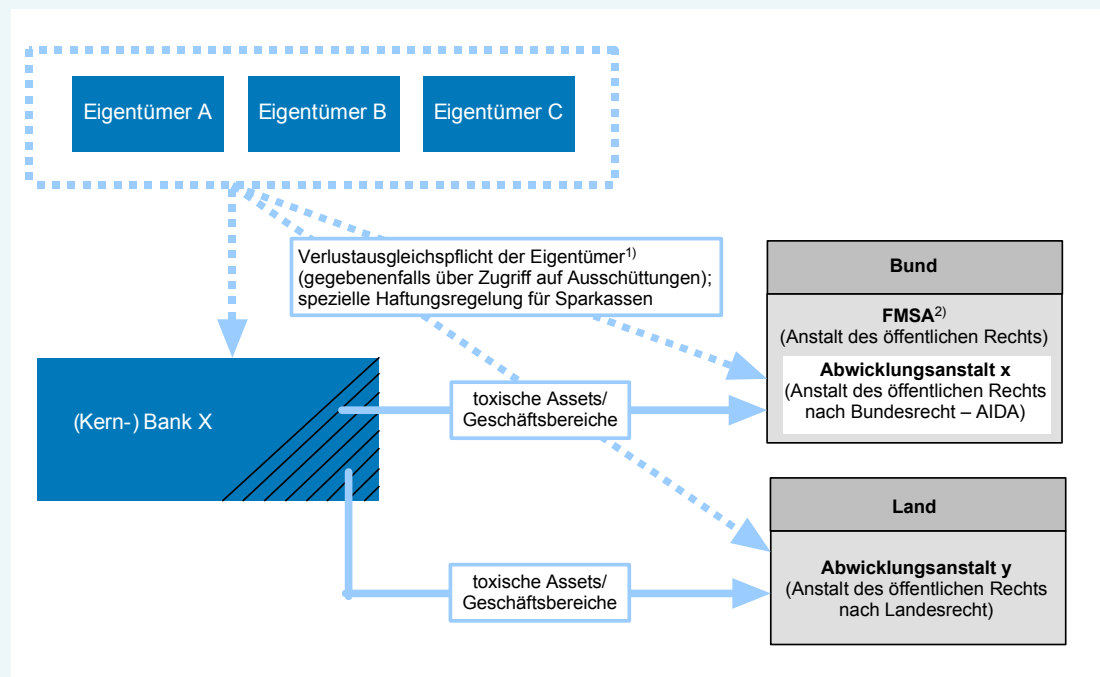 Eigentümer A
Eigentümer B
Eigentümer C
Verlustausgleichspflicht der Eigentümer1)
(gegebenenfalls über Zugriff auf Ausschüttungen);
spezielle Haftungsregelung für Sparkassen
Bund
FMSA2)
(Anstalt des öffentlichen Rechts)
Abwicklungsanstalt x
(Anstalt des öffentlichen Rechts
nach Bundesrecht – AIDA)
(Kern-) Bank X
toxische Assets/
Geschäftsbereiche
Land
Abwicklungsanstalt y
(Anstalt des öffentlichen Rechts
nach Landesrecht)
toxische Assets/
Geschäftsbereiche